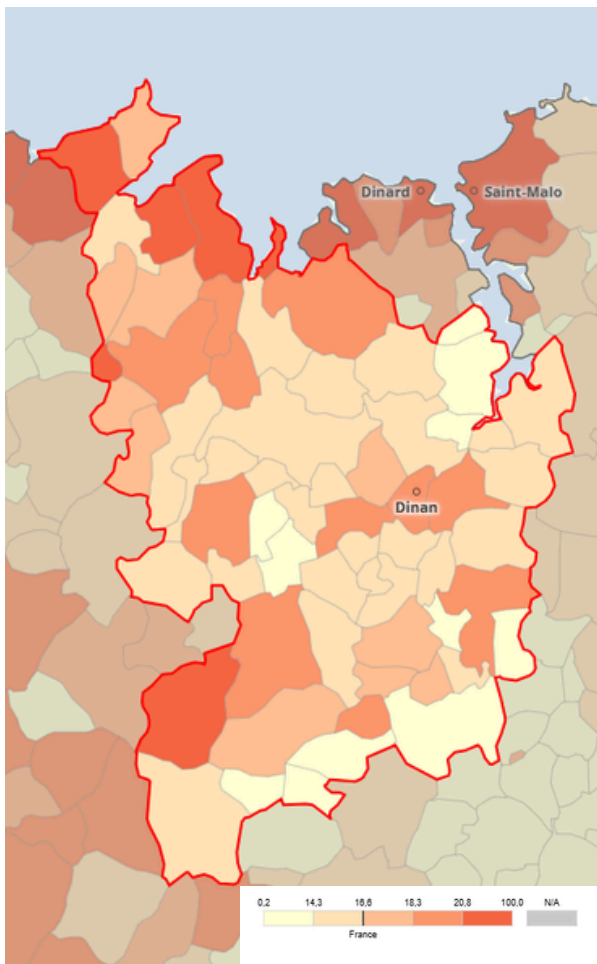 Dinard
Saint-Malo
Dinan
0,2 14,3 16,6 18,3 20,8 100,0 N/A
France